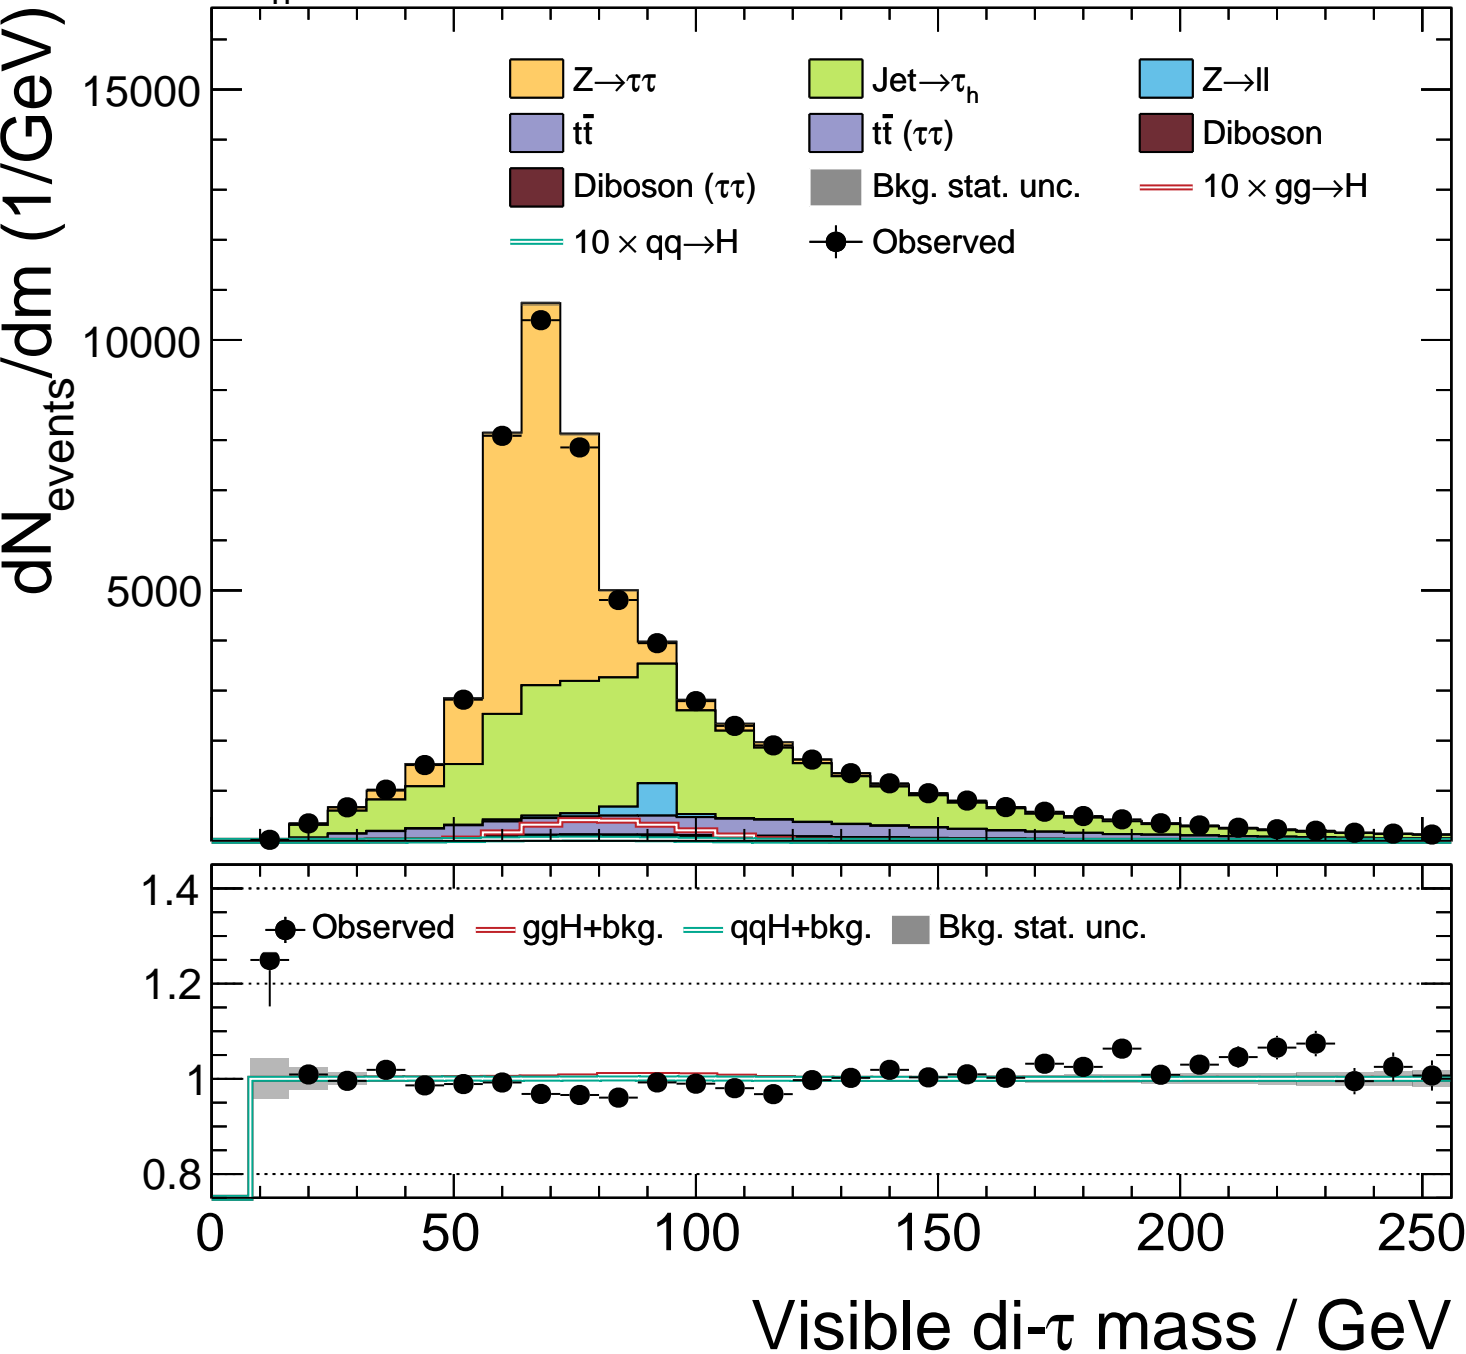 dN_events/dm (1/GeV)
15000
10000
5000
Z→ττ Jet→τ_h Z→ll
tt̄ tt̄ (ττ) Diboson
Diboson (ττ) Bkg. stat. unc. 10 × gg→H
10 × qq→H Observed
1.4
1.2
1
0.8
Observed ggH+bkg. qqH+bkg. Bkg. stat. unc.
0 50 100 150 200 250
Visible di-τ mass / GeV